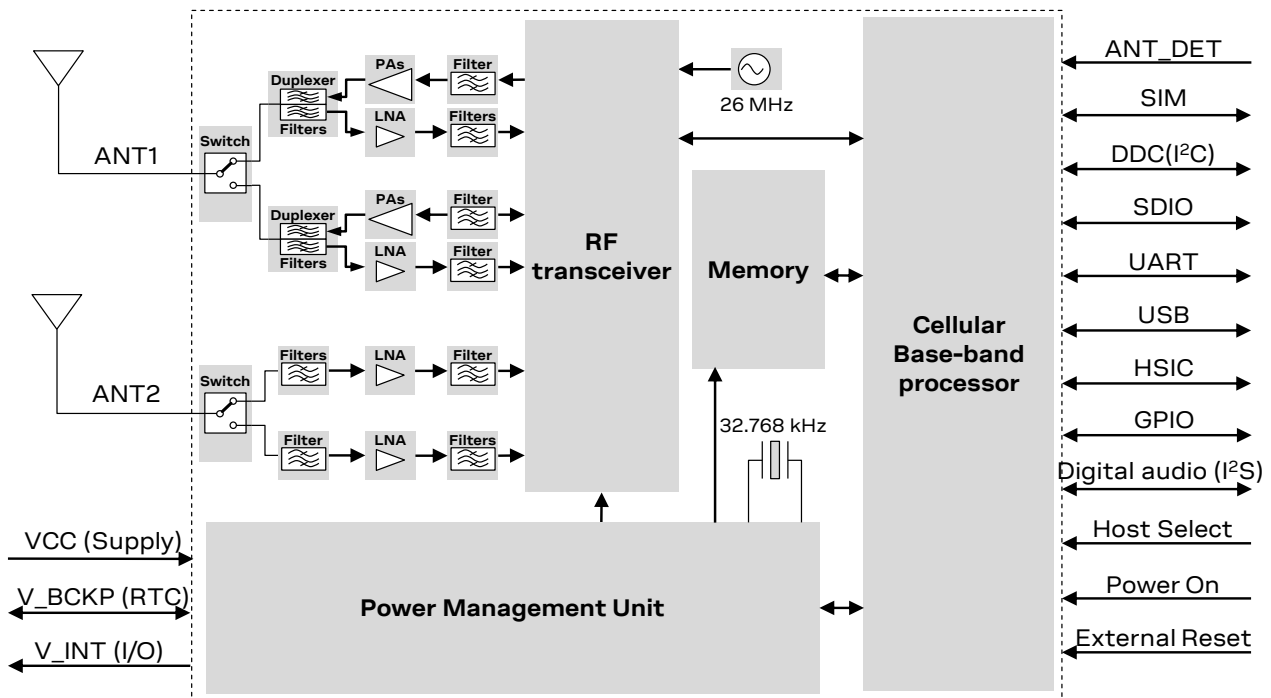 ANT1
Switch
Duplexer
Filters
PAs
Filter
LNA
Filters
Duplexer
Filters
PAs
Filter
LNA
Filter
ANT2
Switch
Filters
LNA
Filter
Filter
LNA
Filters
RF
transceiver
26 MHz
Memory
32.768 kHz
Cellular
Base-band
processor
Power Management Unit
VCC (Supply)
V_BCKP (RTC)
V_INT (I/O)
ANT_DET
SIM
DDC(I²C)
SDIO
UART
USB
HSIC
GPIO
Digital audio (I²S)
Host Select
Power On
External Reset